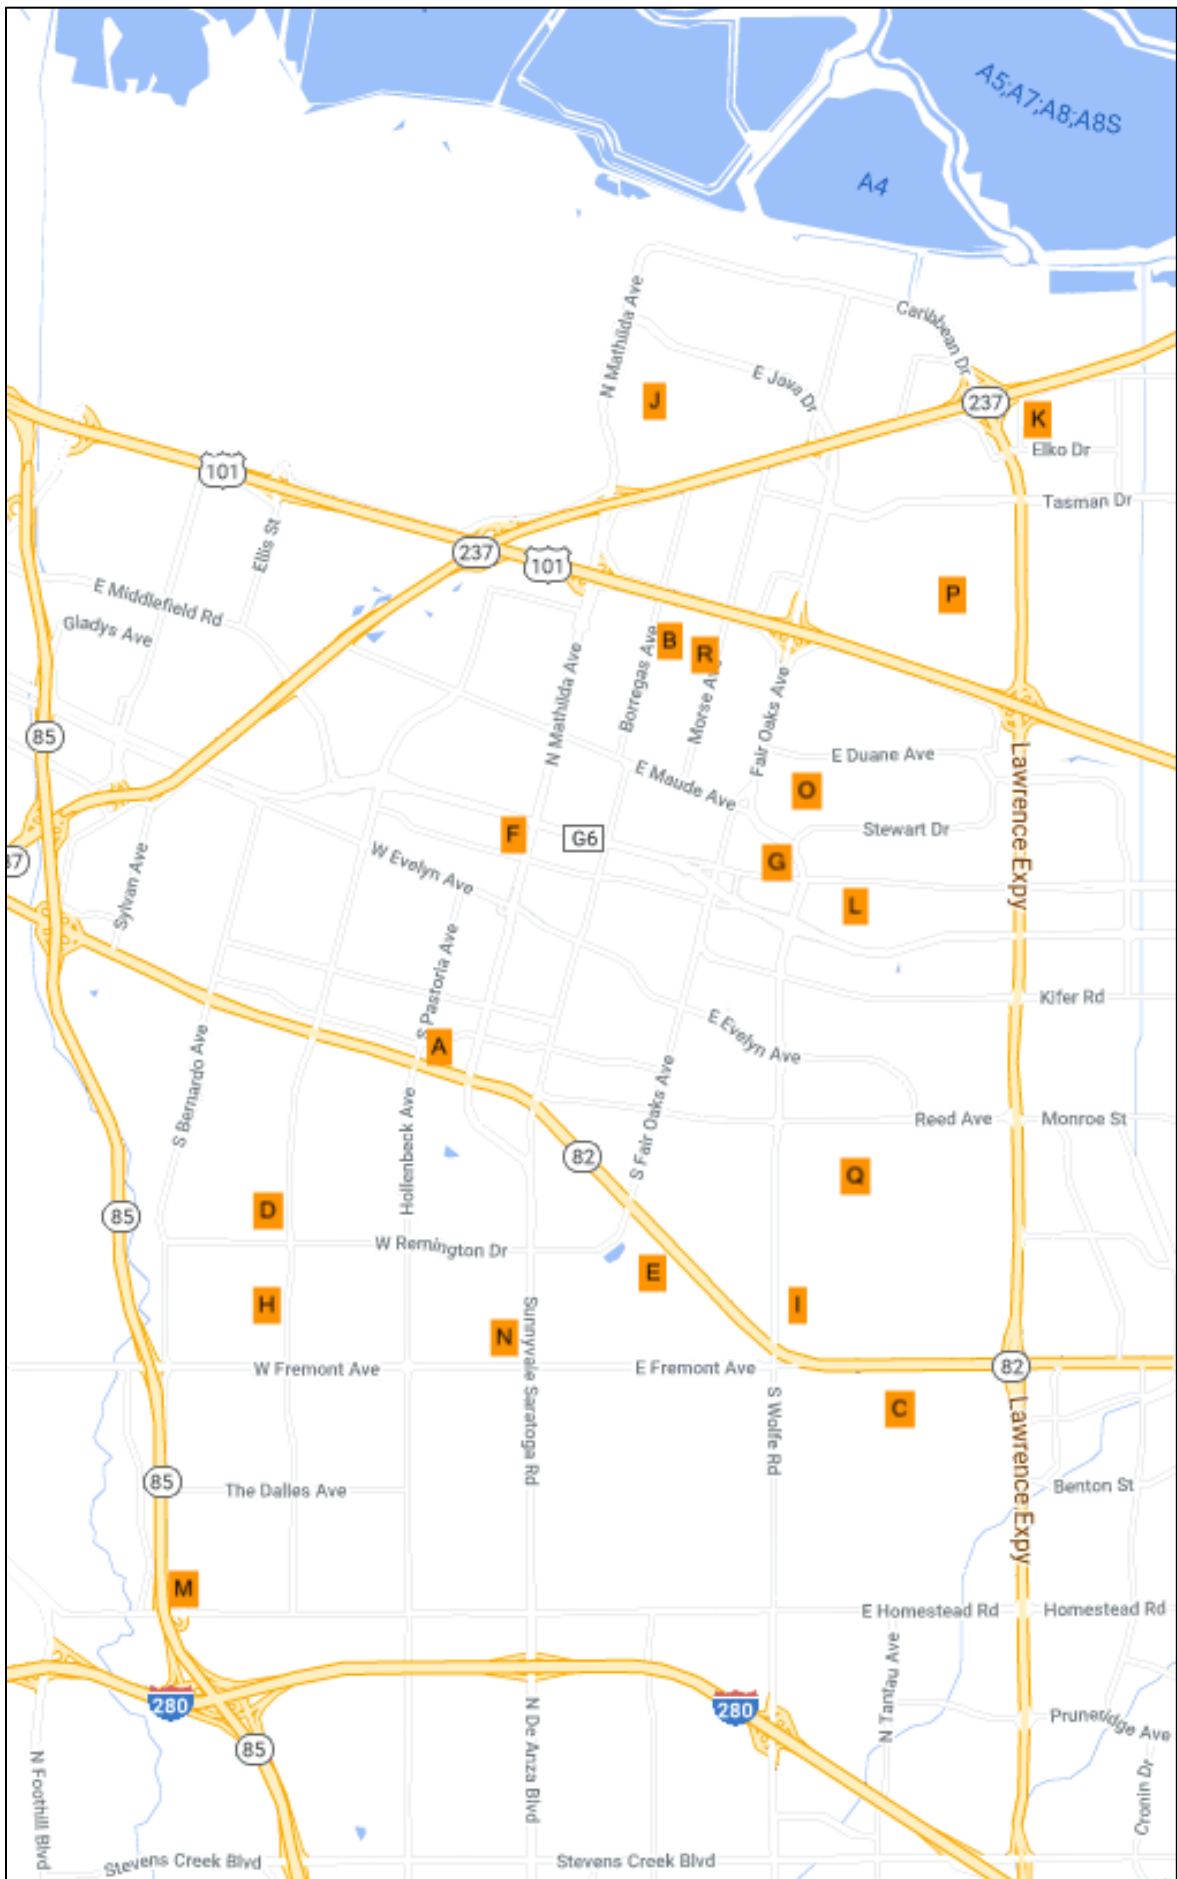 A5;A7;A8;A8S
A4
N Mathilda Ave
Caribbean Dr
E Java Dr
J
237
K
Elko Dr
101
Tasman Dr
Ellis St
237
101
E Middlefield Rd
P
Gladys Ave
B
R
Borregas Ave
N Mathilda Ave
Morse
Fair Oaks Ave
85
E Duane Ave
E Maude Ave
O
Lawrence Expy
Stewart Dr
F
G6
G
W Evelyn Ave
Sylvan Ave
L
S Pastoria Ave
Kifer Rd
E Evelyn Ave
A
S Bernardo Ave
Hollenbeck Ave
S Fair Oaks Ave
Reed Ave
Monroe St
82
Q
D
85
W Remington Dr
E
H
I
N
Sunnyvale Saratoga Rd
W Fremont Ave
E Fremont Ave
82
C
S Wolfe Rd
Lawrence Expy
85
The Dalles Ave
Benton St
M
E Homestead Rd
Homestead Rd
N Tantau Ave
280
280
N De Anza Blvd
Pruneridge Ave
85
N Foothill Blvd
Cronin Dr
Stevens Creek Blvd
Stevens Creek Blvd